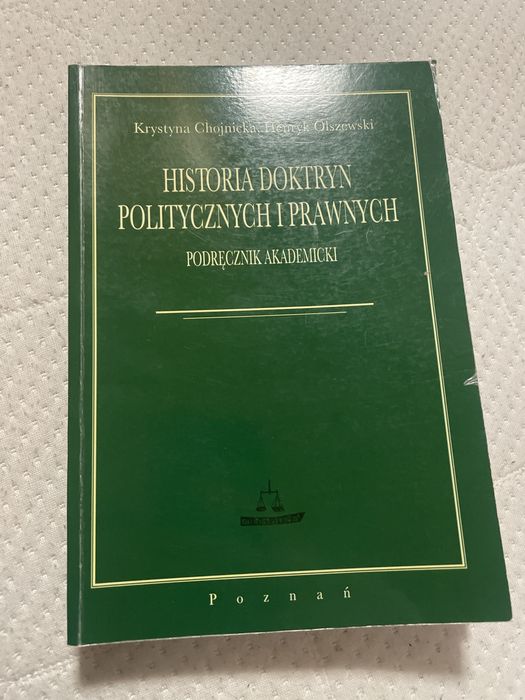 Krystyna Chojnicka, Henryk Olszewski
HISTORIA DOKTRYN
POLITYCZNYCH I PRAWNYCH
PODRĘCZNIK AKADEMICKI
Poznań